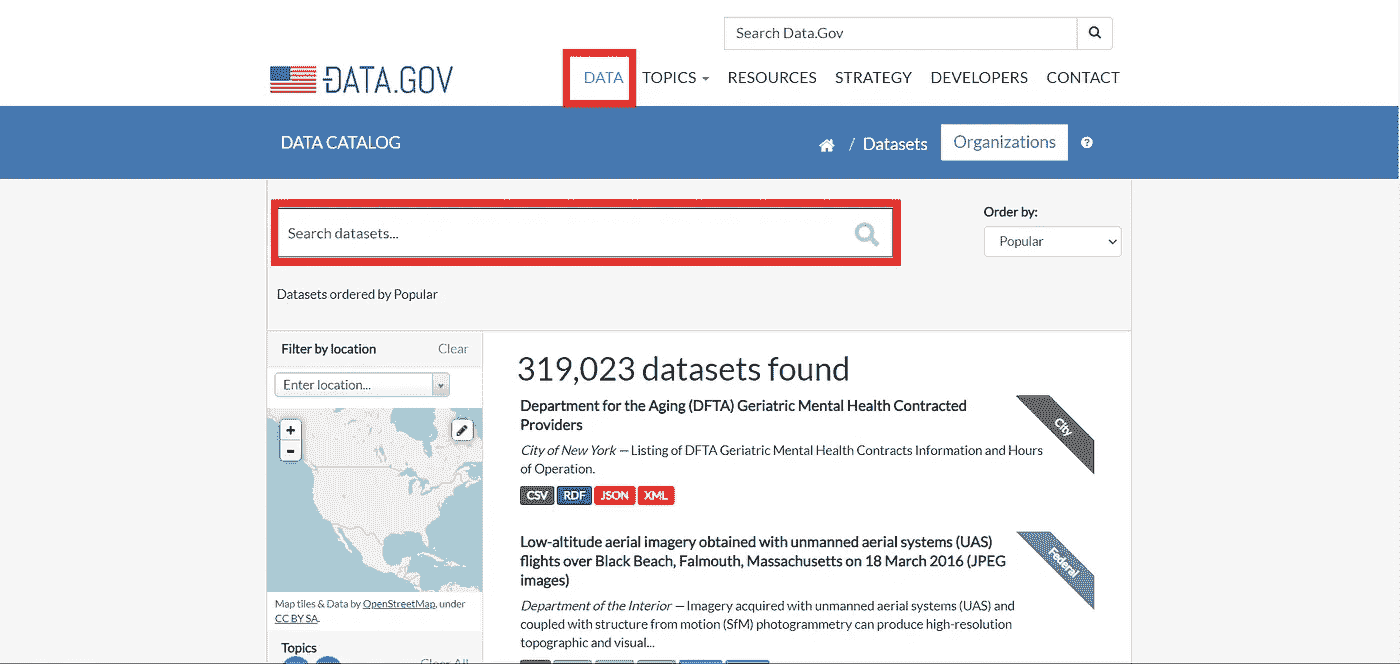 Search Data.Gov
DATA.GOV
DATA TOPICS RESOURCES STRATEGY DEVELOPERS CONTACT
DATA CATALOG
/ Datasets Organizations
Search datasets...
Order by:
Popular
Datasets ordered by Popular
Filter by location Clear
Enter location...
+
-
Map tiles & Data by OpenStreetMap, under
CC BY SA.
Topics
Clear All
319,023 datasets found
Department for the Aging (DFTA) Geriatric Mental Health Contracted
Providers
City
City of New York — Listing of DFTA Geriatric Mental Health Contracts Information and Hours
of Operation.
CSV RDF JSON XML
Low-altitude aerial imagery obtained with unmanned aerial systems (UAS)
flights over Black Beach, Falmouth, Massachusetts on 18 March 2016 (JPEG
images)
Federal
Department of the Interior — Imagery acquired with unmanned aerial systems (UAS) and
coupled with structure from motion (SfM) photogrammetry can produce high-resolution
topographic and visual...